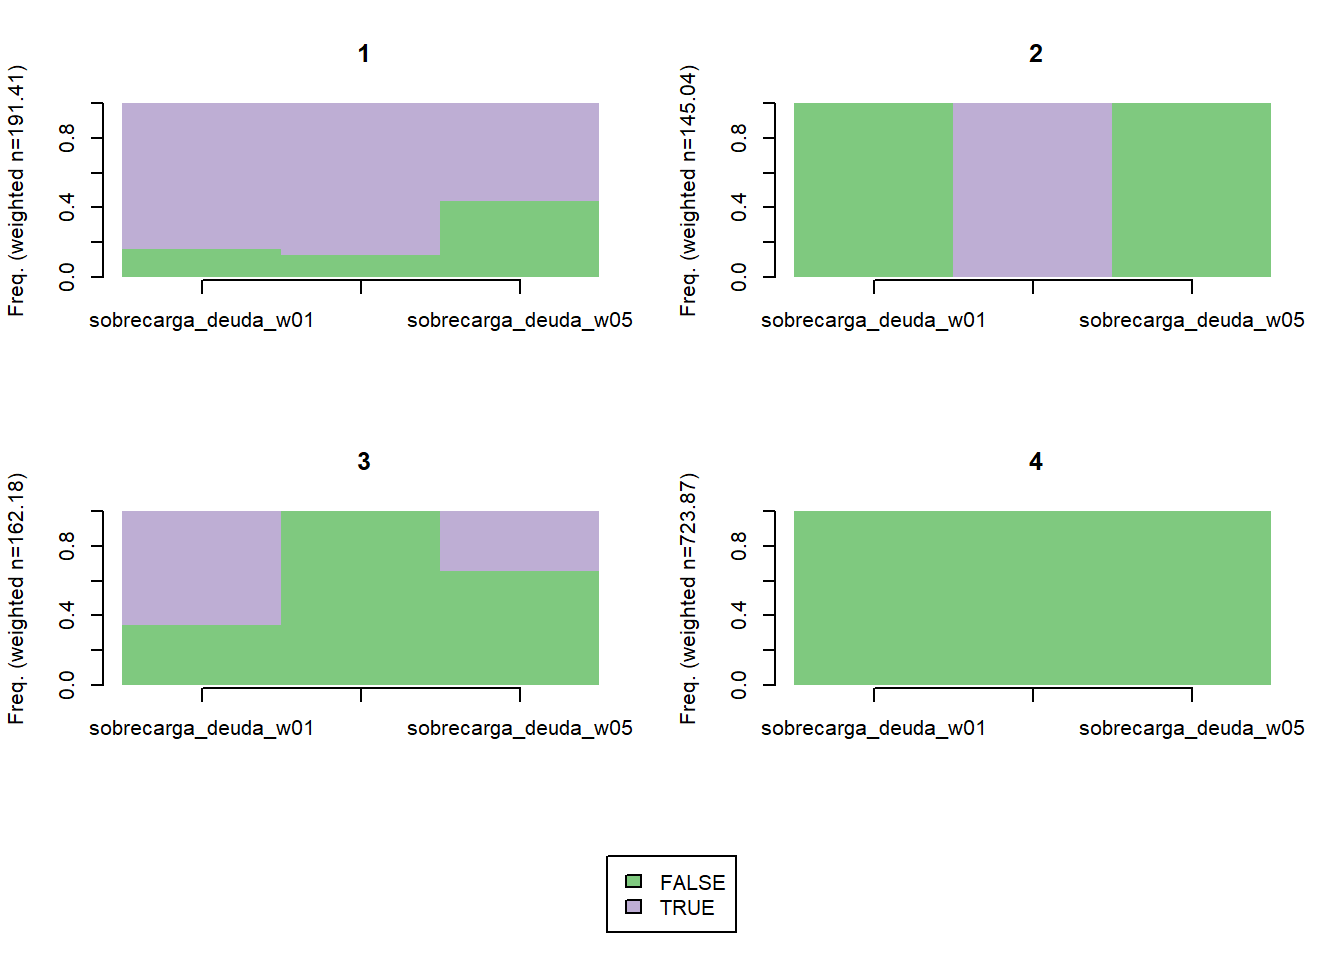 1
Freq. (weighted n=191.41)
0.0 0.4 0.8
sobrecarga_deuda_w01 sobrecarga_deuda_w05
2
Freq. (weighted n=145.04)
0.0 0.4 0.8
sobrecarga_deuda_w01 sobrecarga_deuda_w05
3
Freq. (weighted n=162.18)
0.0 0.4 0.8
sobrecarga_deuda_w01 sobrecarga_deuda_w05
4
Freq. (weighted n=723.87)
0.0 0.4 0.8
sobrecarga_deuda_w01 sobrecarga_deuda_w05
FALSE
TRUE